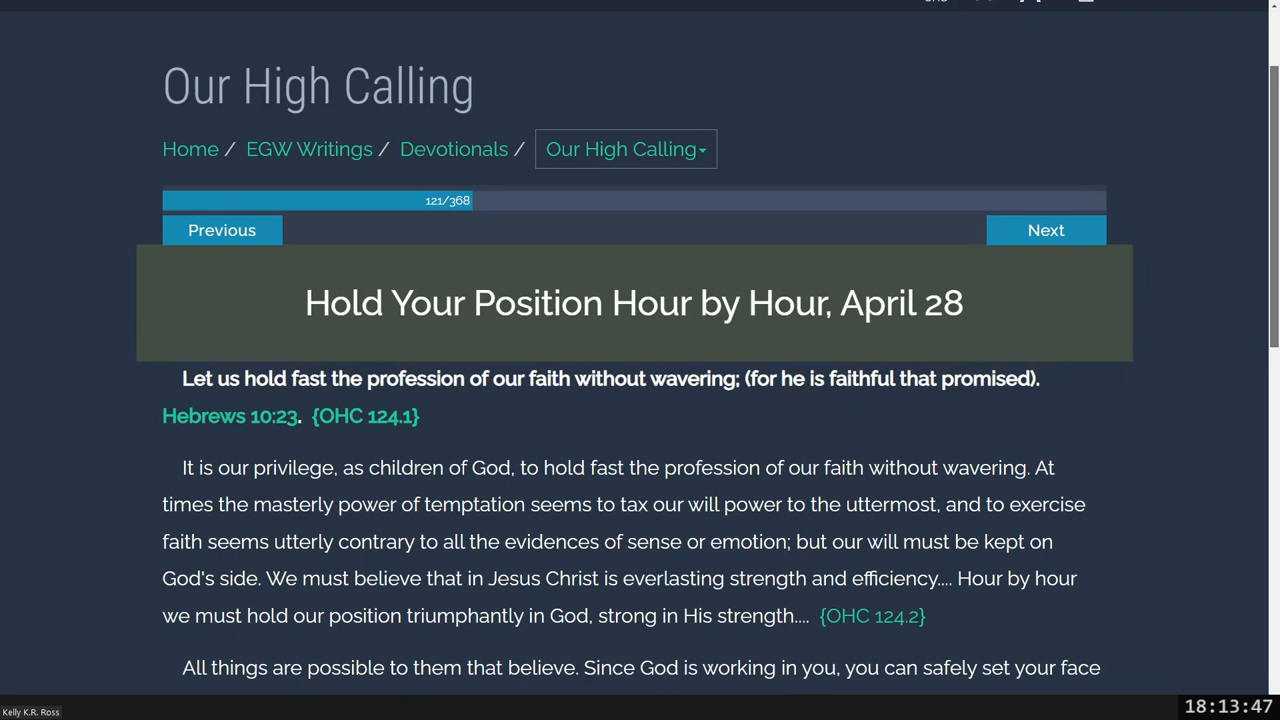 Our High Calling
Home / EGW Writings / Devotionals / Our High Calling
121/368
Previous
Next
Hold Your Position Hour by Hour, April 28
Let us hold fast the profession of our faith without wavering; (for he is faithful that promised).
Hebrews 10:23. {OHC 124.1}
It is our privilege, as children of God, to hold fast the profession of our faith without wavering. At
times the masterly power of temptation seems to tax our will power to the uttermost, and to exercise
faith seems utterly contrary to all the evidences of sense or emotion; but our will must be kept on
God's side. We must believe that in Jesus Christ is everlasting strength and efficiency.... Hour by hour
we must hold our position triumphantly in God, strong in His strength.... {OHC 124.2}
All things are possible to them that believe. Since God is working in you, you can safely set your face
Kelly K.R. Ross
18:13:47